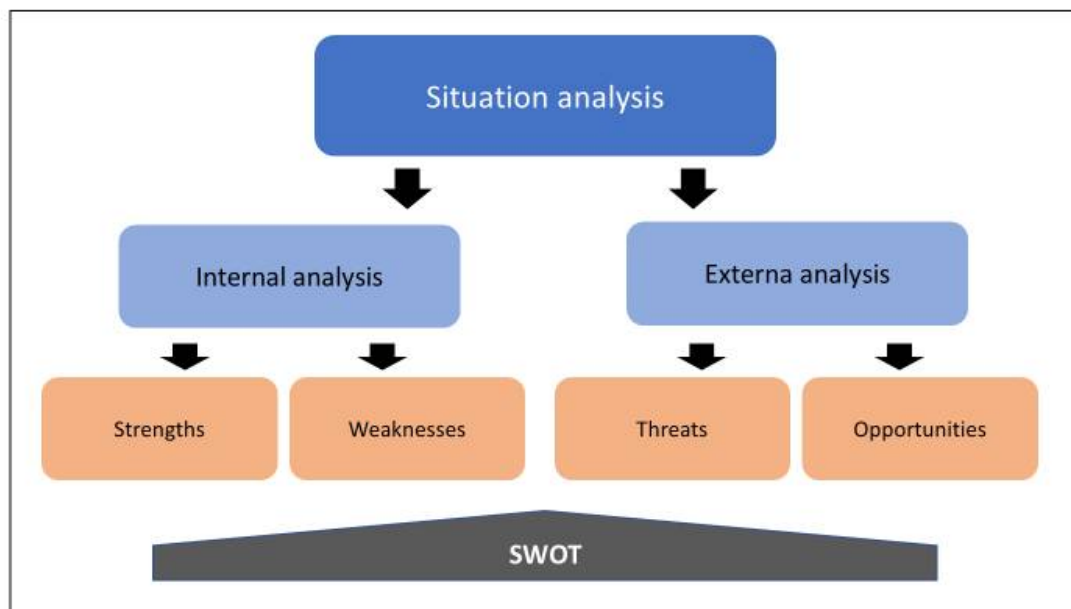 Situation analysis
Internal analysis
Externa analysis
Strengths
Weaknesses
Threats
Opportunities
SWOT